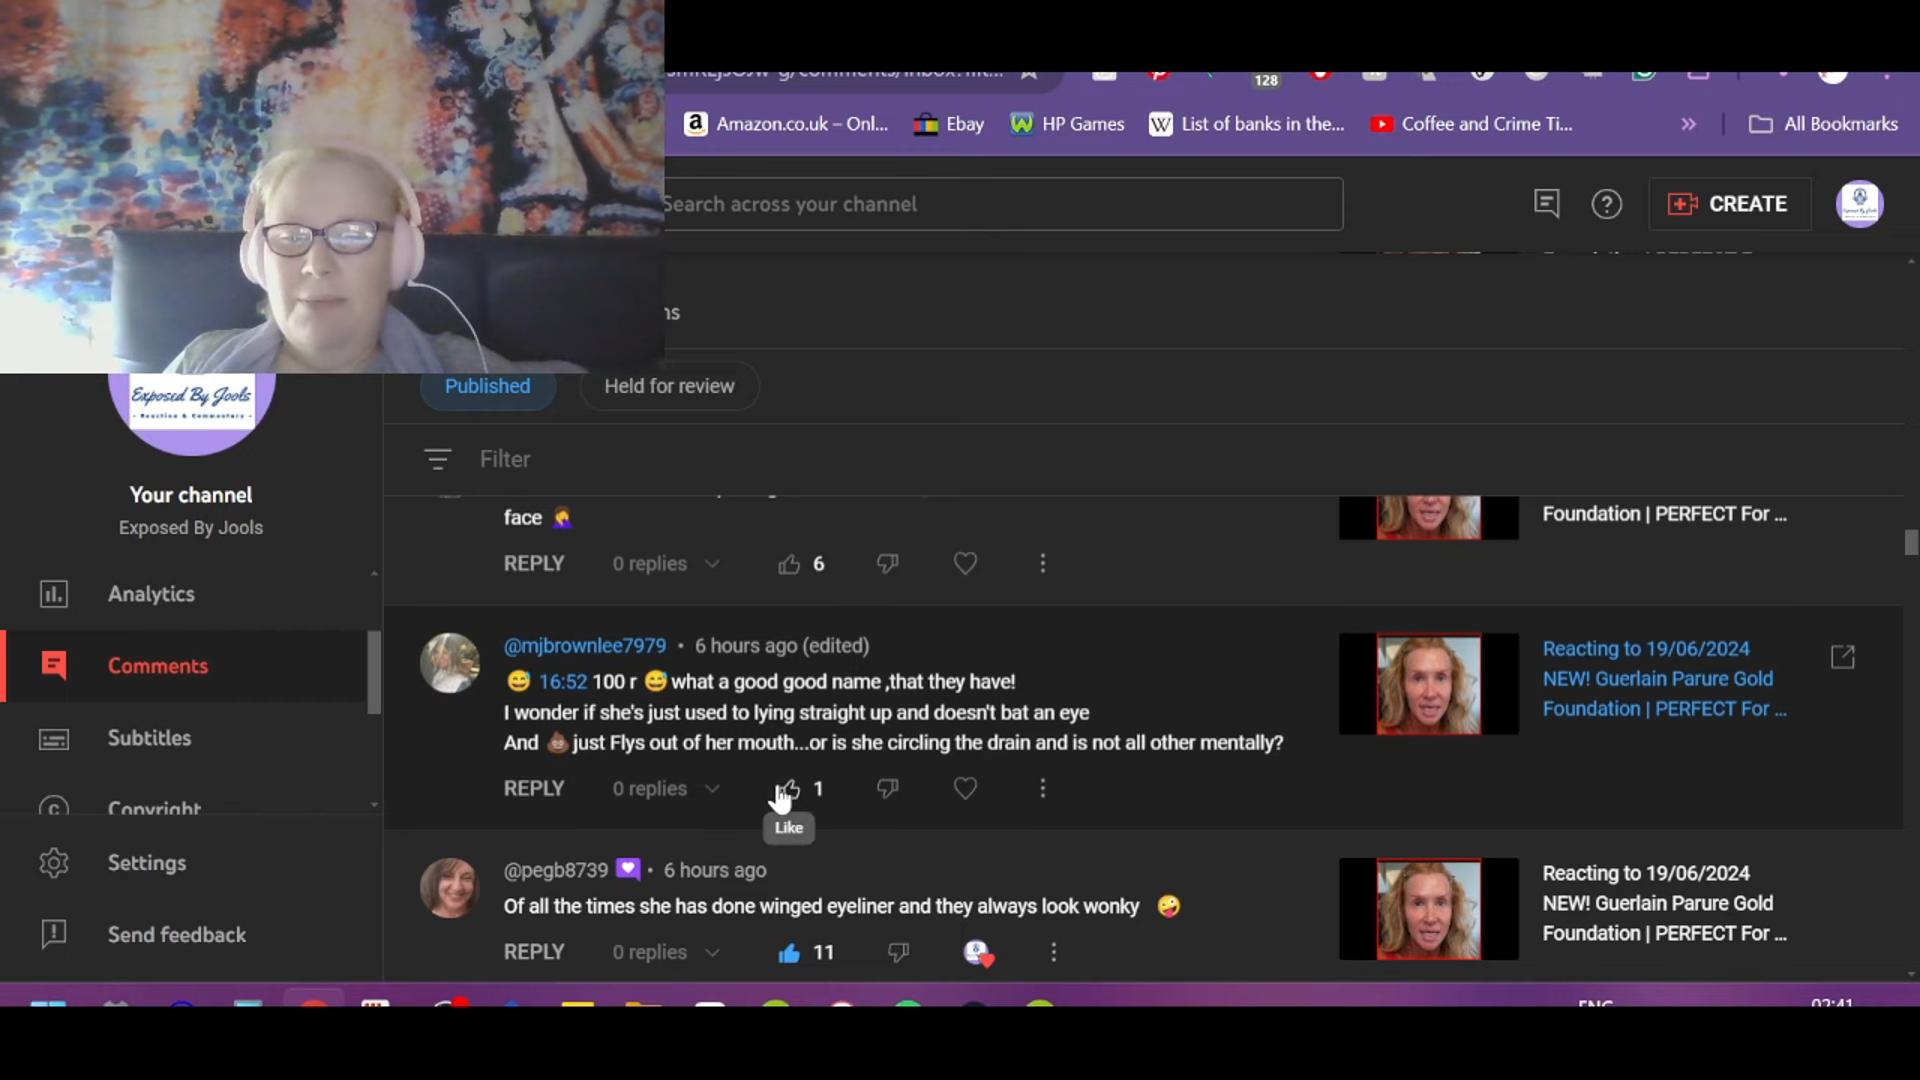 128
Amazon.co.uk – Onl...
Ebay
HP Games
List of banks in the...
Coffee and Crime Ti...
All Bookmarks
Search across your channel
CREATE
ns
Published
Held for review
Filter
Exposed By Jools
- Reaction & Commentary -
Your channel
Exposed By Jools
Analytics
Comments
Subtitles
Copyright
Settings
Send feedback
face 🤦‍♀️
REPLY 0 replies 6
Foundation | PERFECT For ...
@mjbrownlee7979 • 6 hours ago (edited)
😅 16:52 100 r 😅 what a good good name ,that they have!
I wonder if she's just used to lying straight up and doesn't bat an eye
And 💩 just Flys out of her mouth...or is she circling the drain and is not all other mentally?
REPLY 0 replies 1
Like
Reacting to 19/06/2024
NEW! Guerlain Parure Gold
Foundation | PERFECT For ...
@pegb8739 • 6 hours ago
Of all the times she has done winged eyeliner and they always look wonky 🤪
REPLY 0 replies 11
Reacting to 19/06/2024
NEW! Guerlain Parure Gold
Foundation | PERFECT For ...
ENG
02:41